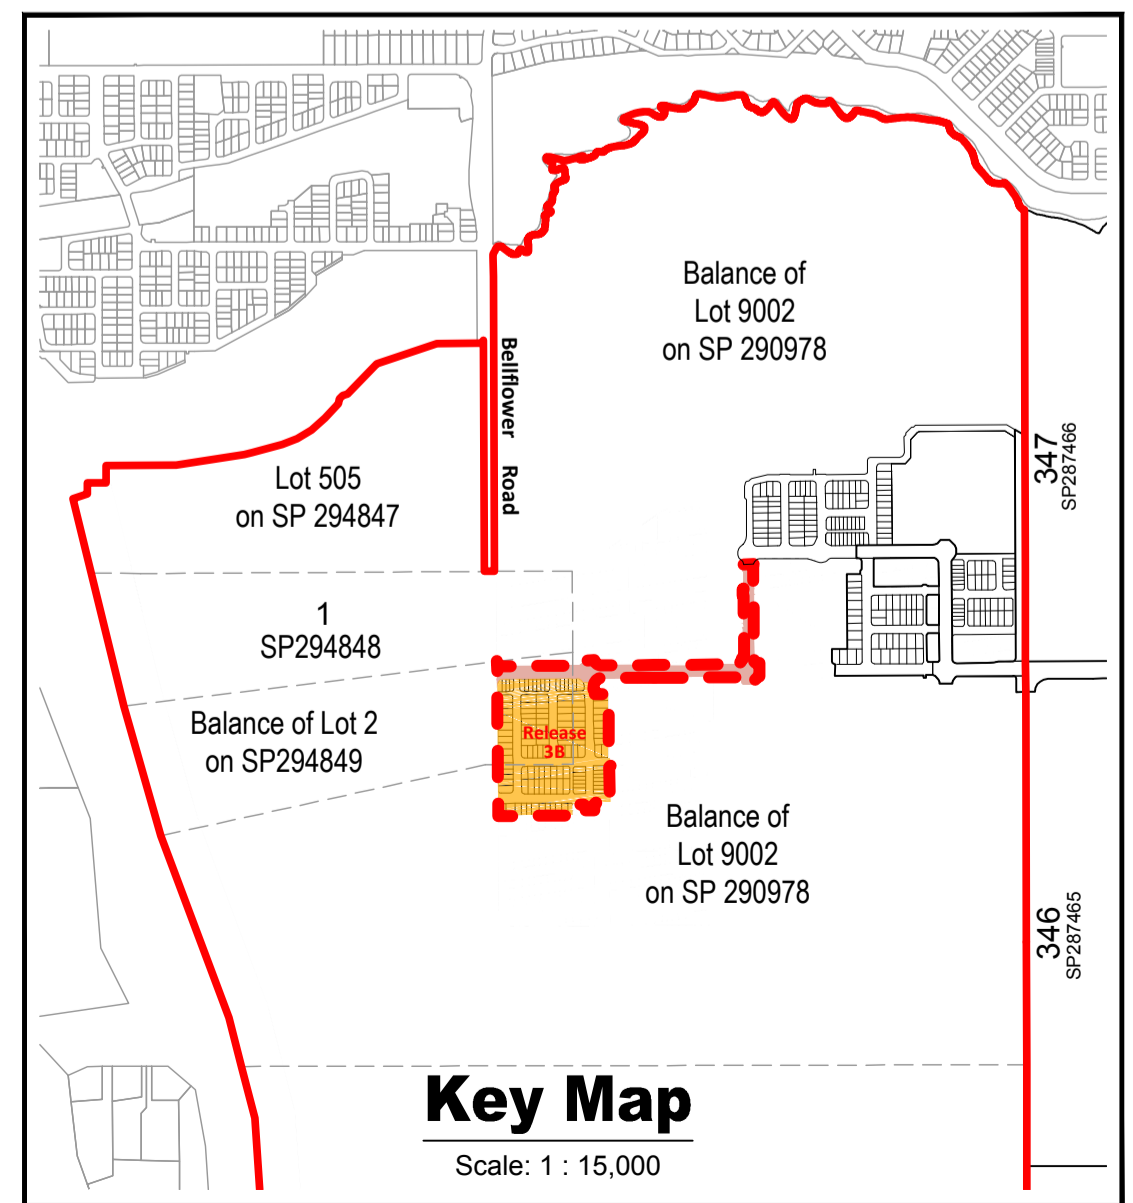 Balance of
Lot 9002
on SP 290978
Bellflower Road
347
SP287466
Lot 505
on SP 294847
1
SP294848
Balance of Lot 2
on SP294849
Release
3B
Balance of
Lot 9002
on SP 290978
346
SP287465
Key Map
Scale: 1 : 15,000